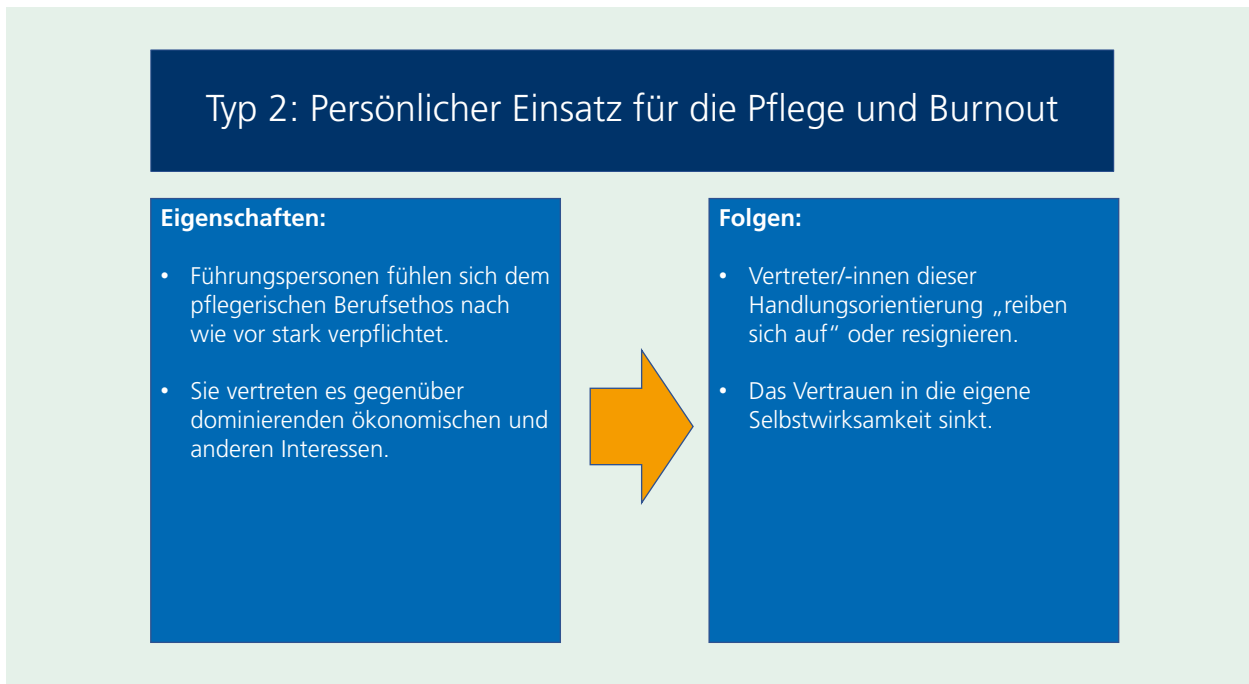 Typ 2: Persönlicher Einsatz für die Pflege und Burnout
Eigenschaften:
• Führungspersonen fühlen sich dem
pflegerischen Berufsethos nach
wie vor stark verpflichtet.
• Sie vertreten es gegenüber
dominierenden ökonomischen und
anderen Interessen.
Folgen:
• Vertreter/-innen dieser
Handlungsorientierung „reiben
sich auf“ oder resignieren.
• Das Vertrauen in die eigene
Selbstwirksamkeit sinkt.